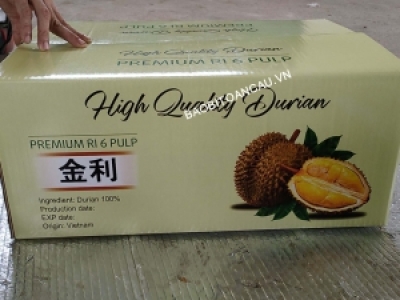 High Quality Durian
PREMIUM RI 6 PULP
High Quality Durian
BAOBITOANCAU.VN
PREMIUM RI 6 PULP
金利
Ingredient: Durian 100%
Production date:
EXP date:
Origin: Vietnam